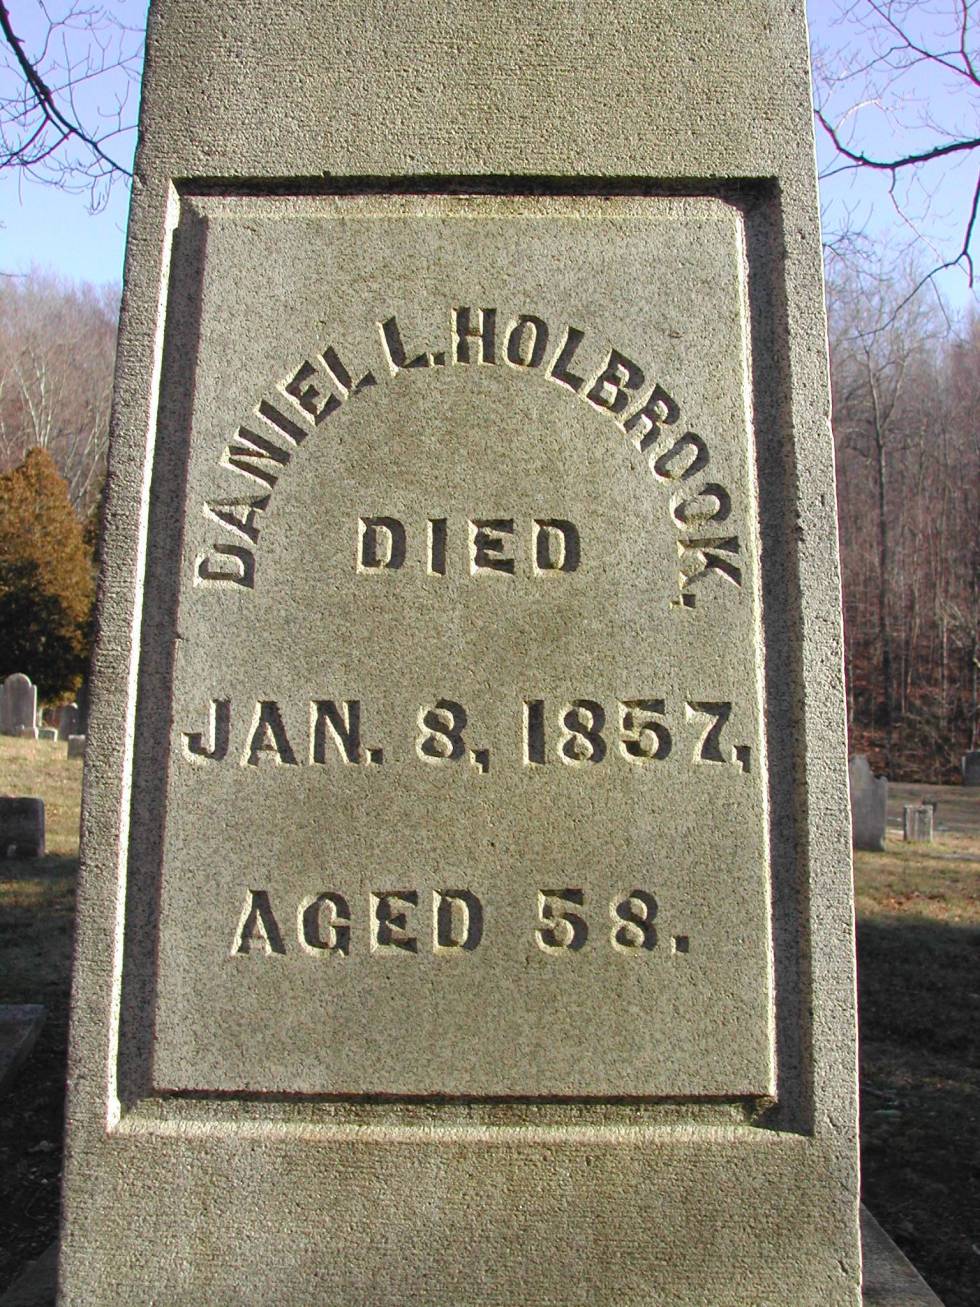 DANIEL L. HOLBROOK,
DIED
JAN. 8, 1857,
AGED 58.